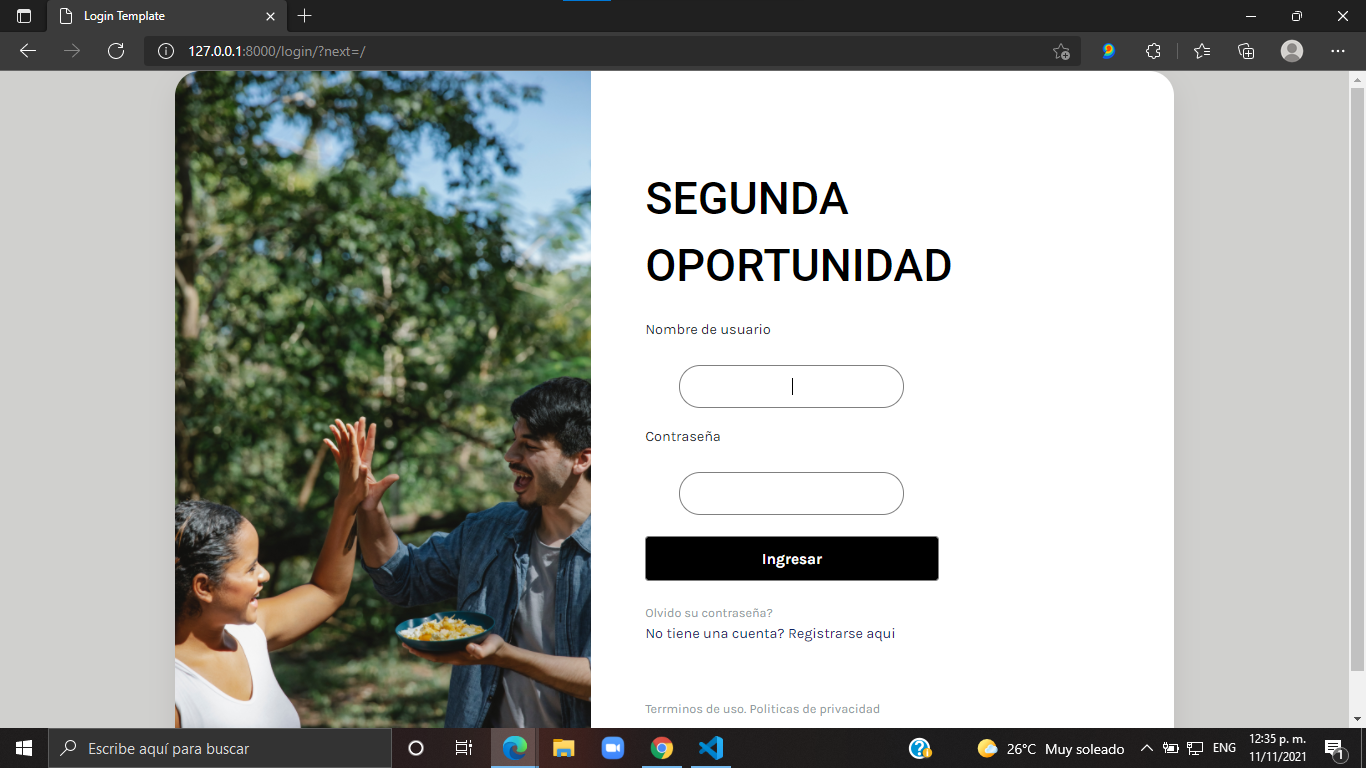 Login Template
127.0.0.1:8000/login/?next=/
SEGUNDA
OPORTUNIDAD
Nombre de usuario
Contraseña
Ingresar
Olvido su contraseña?
No tiene una cuenta? Registrarse aqui
Terrminos de uso. Politicas de privacidad
Escribe aquí para buscar
26°C Muy soleado
ENG
12:35 p. m.
11/11/2021
1